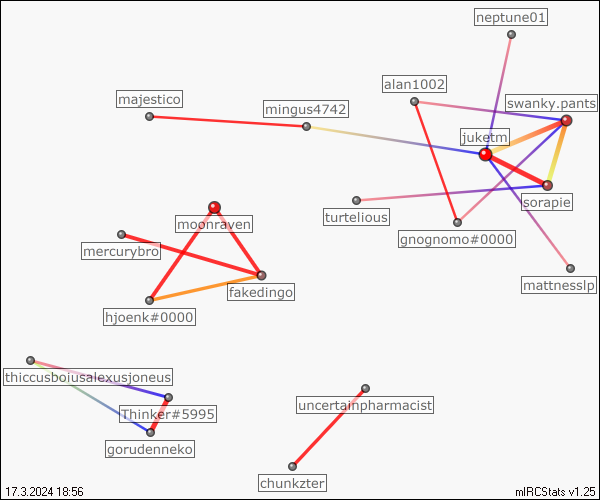 neptune01
alan1002
majestico
mingus4742
swanky.pants
juketm
sorapie
turtelious
moonraven
gnognomo#0000
mercurybro
mattnesslp
fakedingo
hjoenk#0000
thiccusboiusalexusjoneus
uncertainpharmacist
Thinker#5995
gorudenneko
chunkzter
17.3.2024 18:56
mIRCStats v1.25